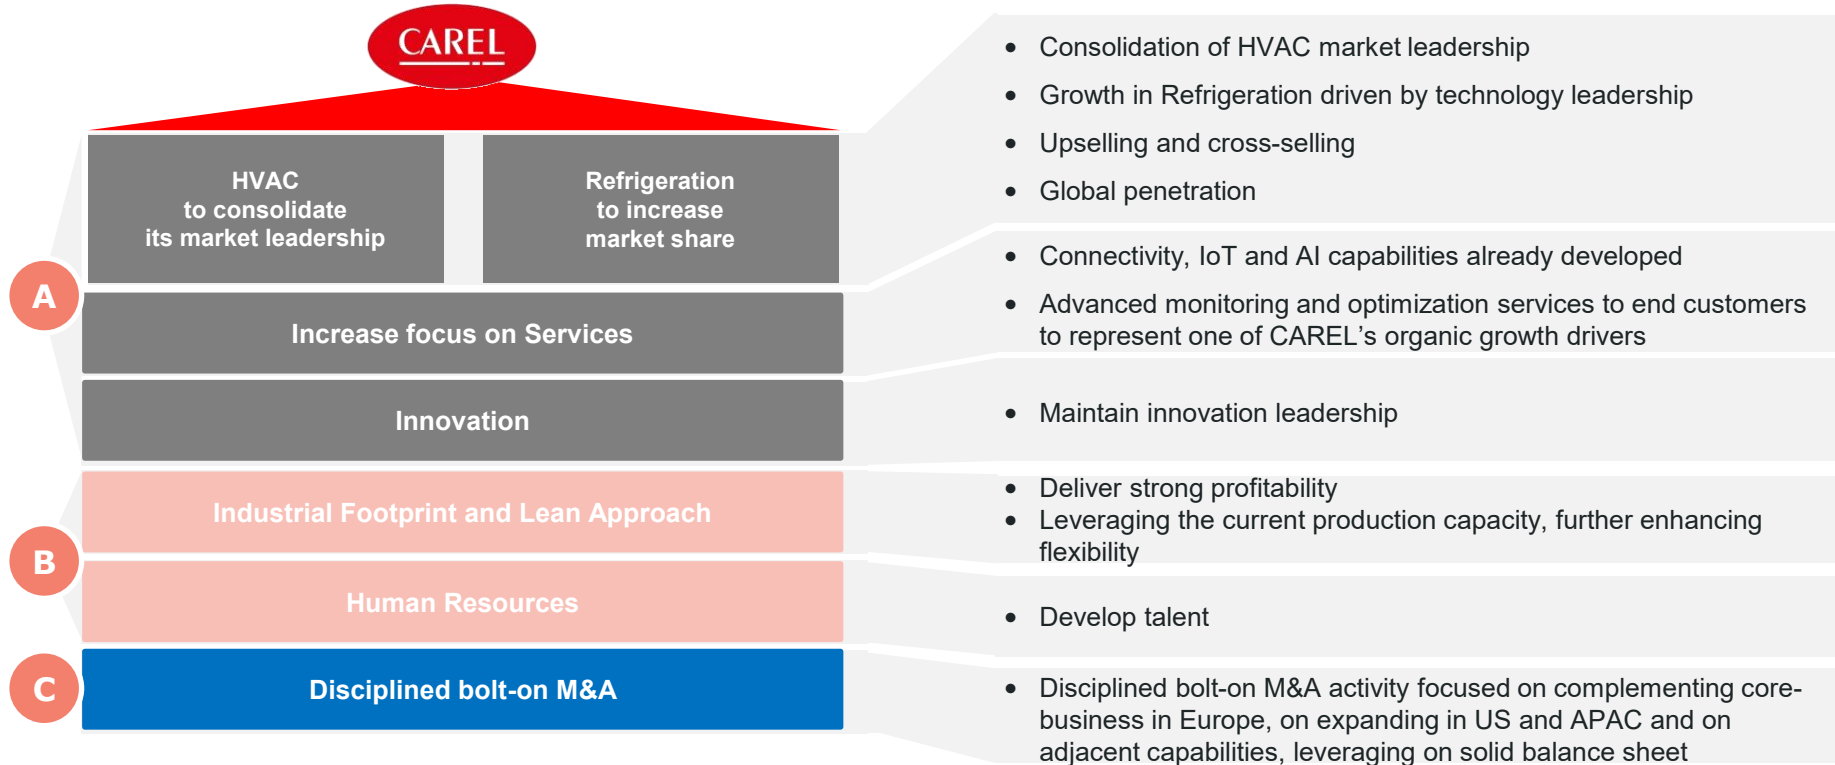 CAREL
HVAC
to consolidate
its market leadership
Refrigeration
to increase
market share
A
Increase focus on Services
Innovation
B
Industrial Footprint and Lean Approach
Human Resources
C
Disciplined bolt-on M&A
• Consolidation of HVAC market leadership
• Growth in Refrigeration driven by technology leadership
• Upselling and cross-selling
• Global penetration
• Connectivity, IoT and AI capabilities already developed
• Advanced monitoring and optimization services to end customers
to represent one of CAREL’s organic growth drivers
• Maintain innovation leadership
• Deliver strong profitability
• Leveraging the current production capacity, further enhancing
flexibility
• Develop talent
• Disciplined bolt-on M&A activity focused on complementing core-
business in Europe, on expanding in US and APAC and on
adjacent capabilities, leveraging on solid balance sheet